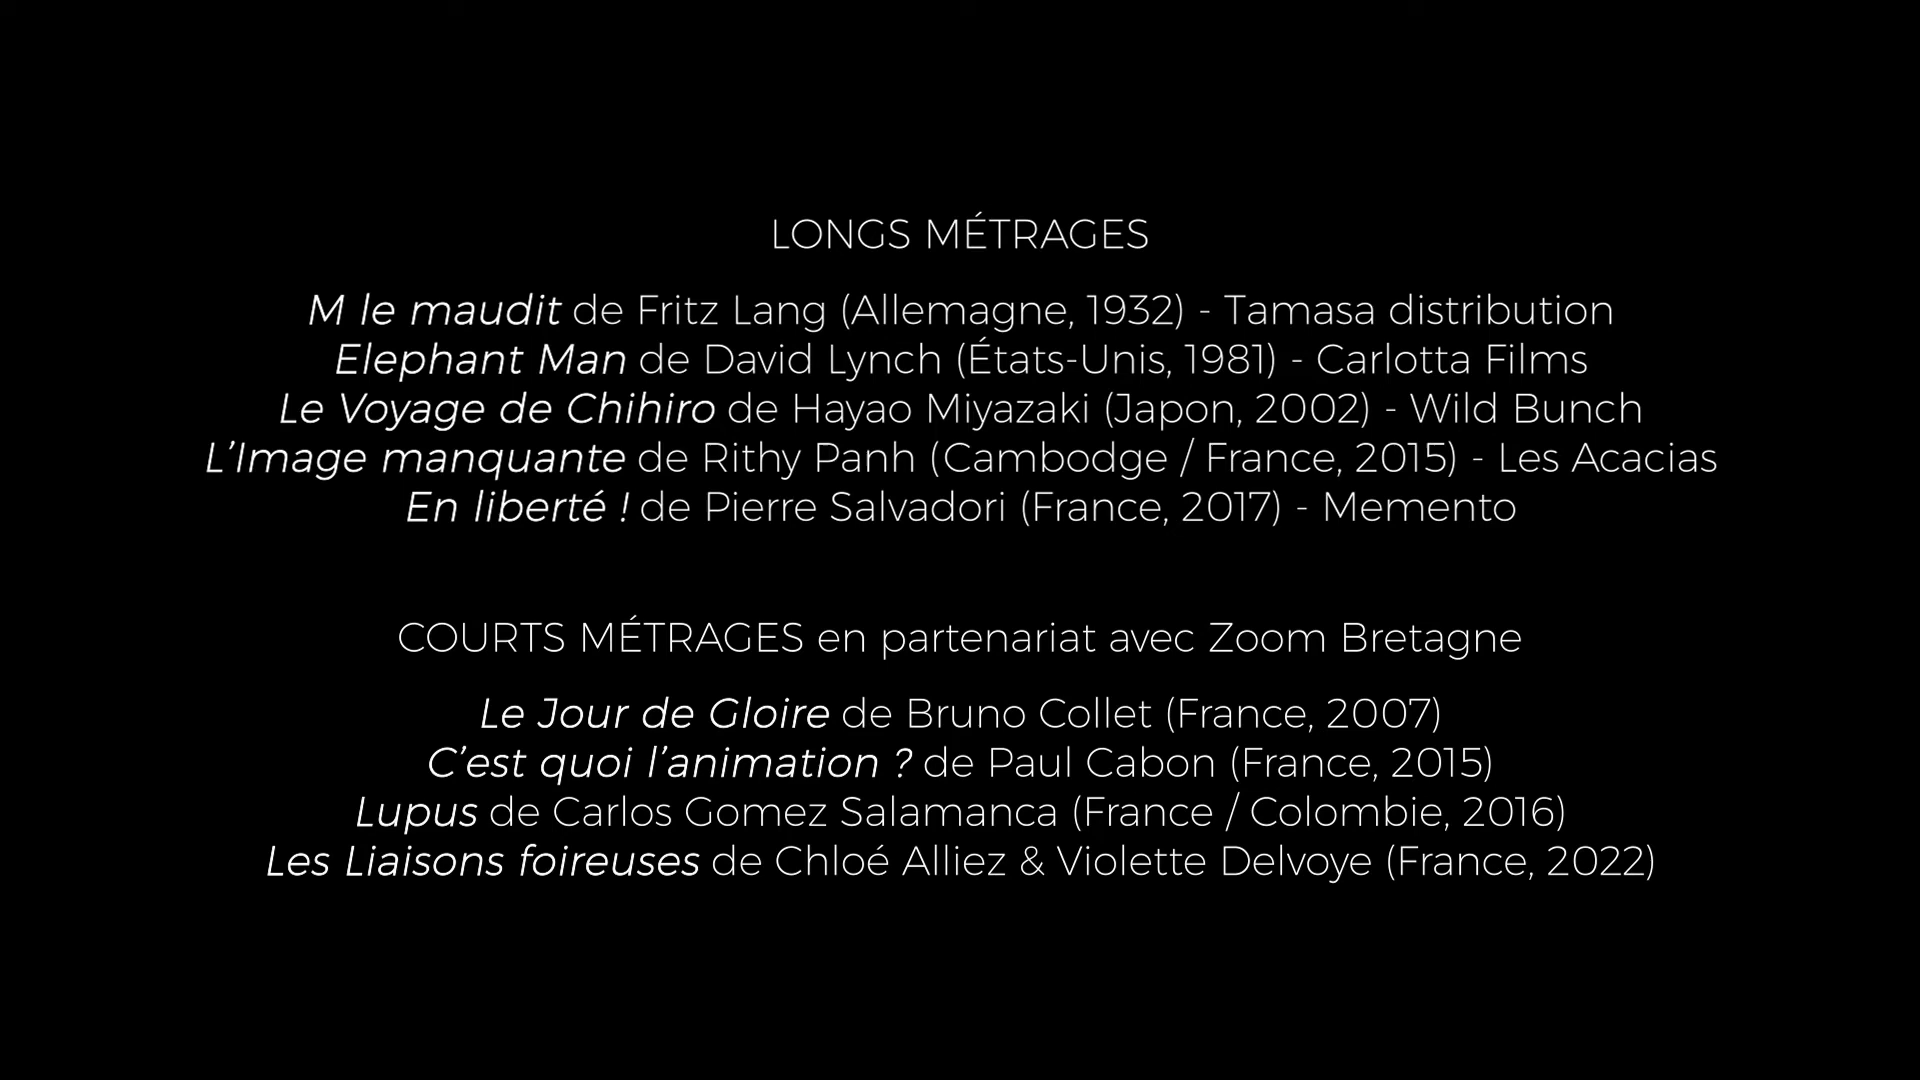 LONGS MÉTRAGES
M le maudit de Fritz Lang (Allemagne, 1932) - Tamasa distribution
Elephant Man de David Lynch (États-Unis, 1981) - Carlotta Films
Le Voyage de Chihiro de Hayao Miyazaki (Japon, 2002) - Wild Bunch
L’Image manquante de Rithy Panh (Cambodge / France, 2015) - Les Acacias
En liberté ! de Pierre Salvadori (France, 2017) - Memento
COURTS MÉTRAGES en partenariat avec Zoom Bretagne
Le Jour de Gloire de Bruno Collet (France, 2007)
C’est quoi l’animation ? de Paul Cabon (France, 2015)
Lupus de Carlos Gomez Salamanca (France / Colombie, 2016)
Les Liaisons foireuses de Chloé Alliez & Violette Delvoye (France, 2022)